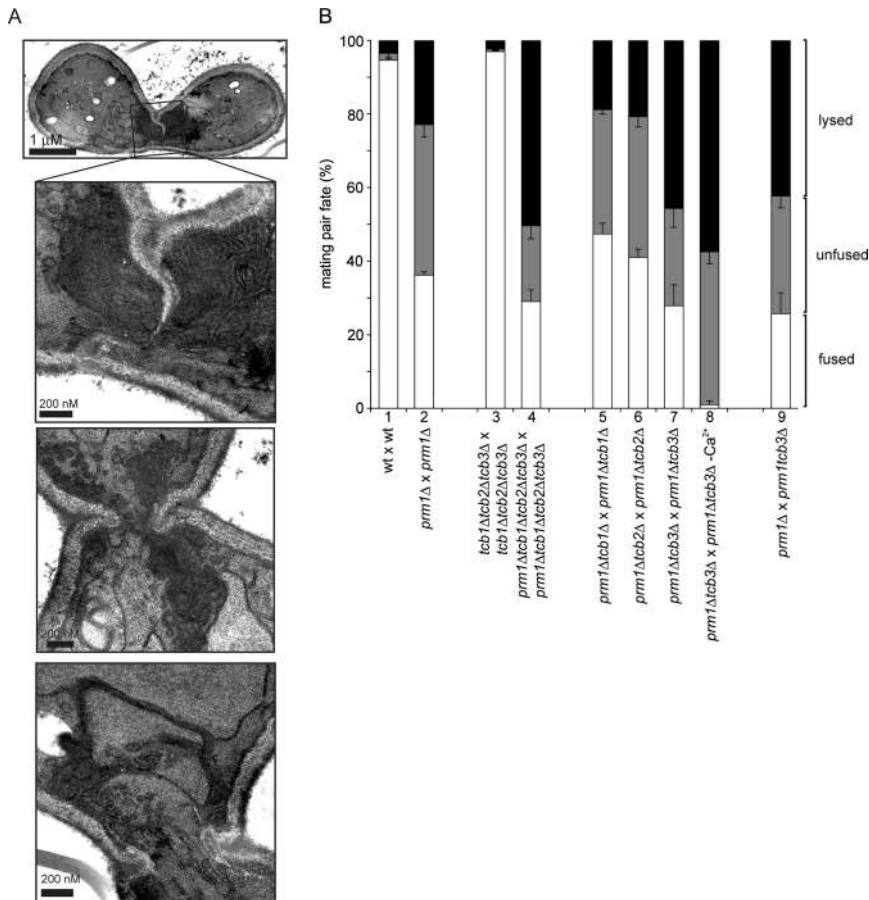 A
1 µM
200 nM
200 nM
200 nM
B
mating pair fate (%)
100
80
60
40
20
0
lysed
unfused
fused
1
2
3
4
5
6
7
8
9
wt x wt
prm1Δ x prm1Δ
tcb1Δtcb2Δtcb3Δ x
tcb1Δtcb2Δtcb3Δ
prm1Δtcb1Δtcb2Δtcb3Δ x
prm1Δtcb1Δtcb2Δtcb3Δ
prm1Δtcb1Δ x prm1Δtcb1Δ
prm1Δtcb2Δ x prm1Δtcb2Δ
prm1Δtcb3Δ x prm1Δtcb3Δ
prm1Δtcb3Δ x prm1Δtcb3Δ -Ca²⁺
prm1Δ x prm1tcb3Δ